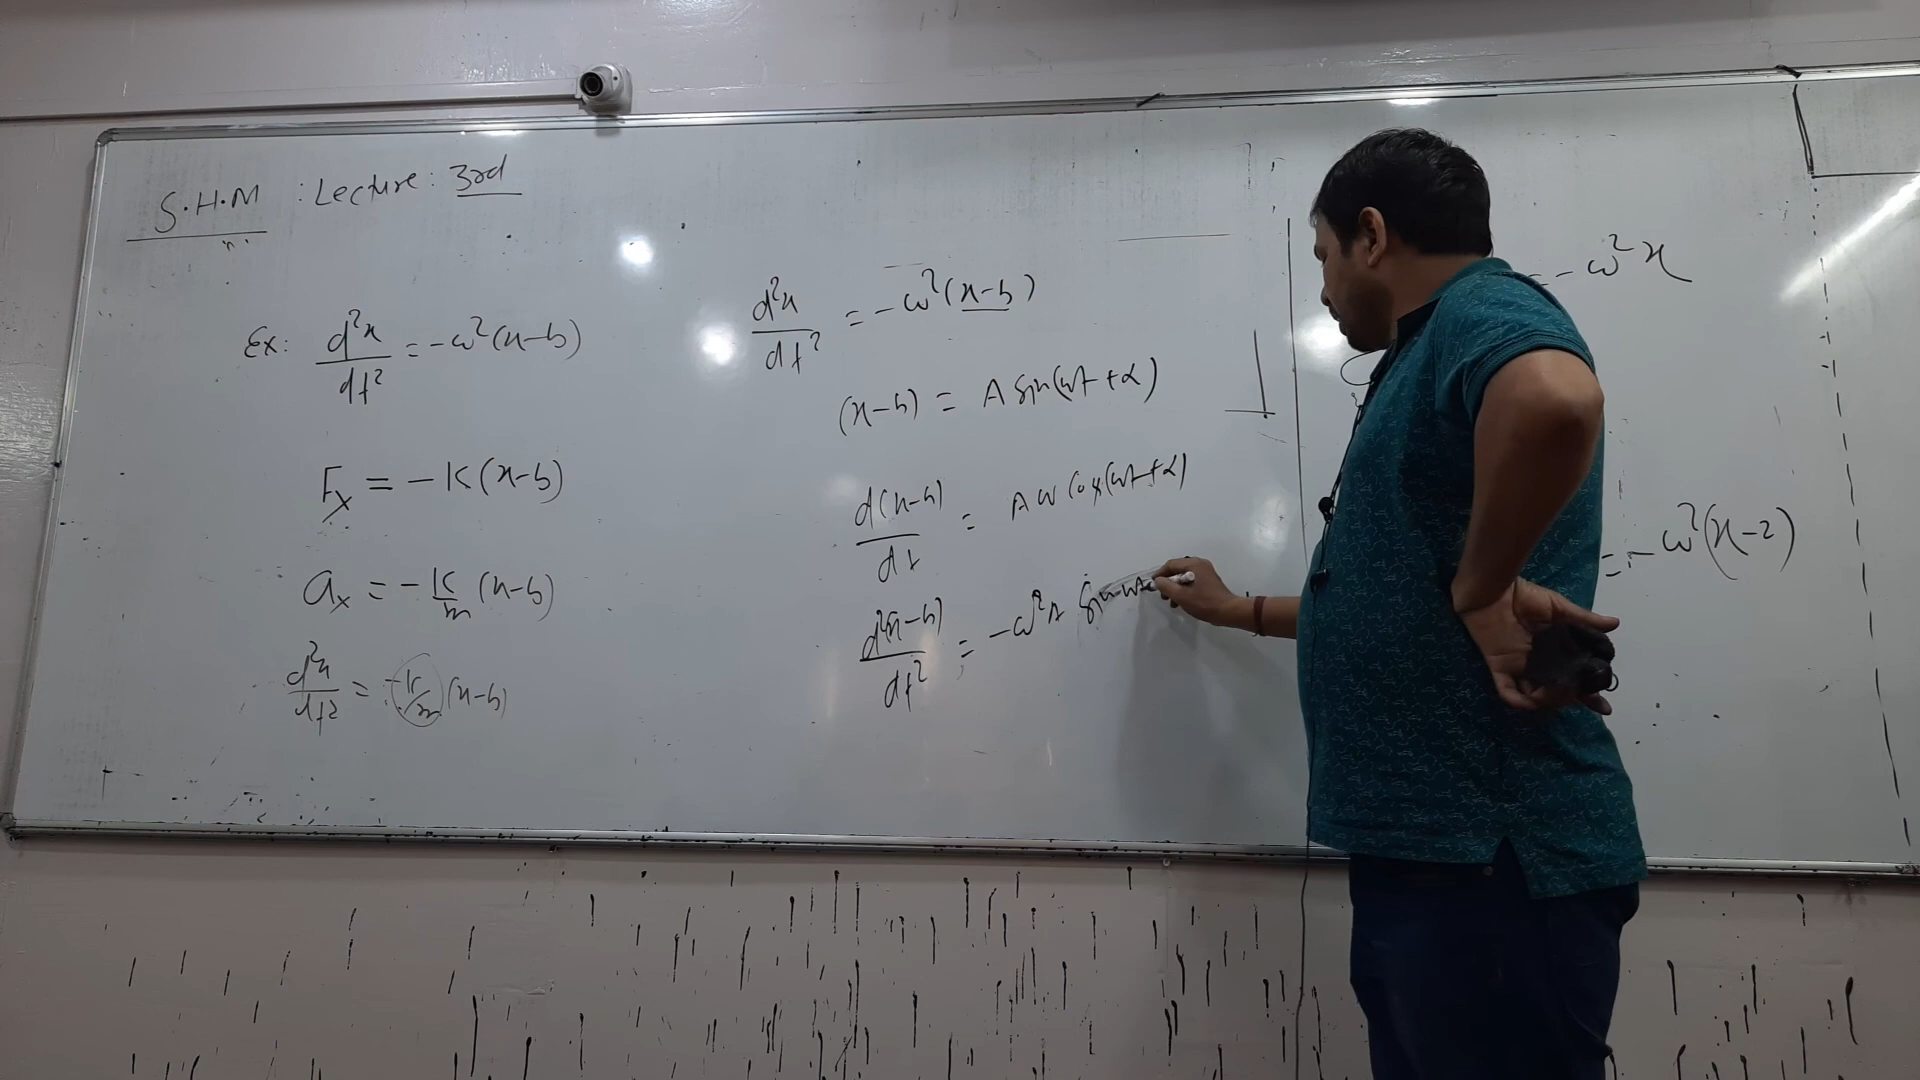 S.H.M : Lecture: 3rd
Ex: d²x/dt² = -ω²(x-b)
Fx = -K(x-b)
ax = -K/m (x-b)
d²x/dt² = -K/m (x-b)
d²x/dt² = -ω²(x-b)
(x-b) = A Sin(ωt+α)
d(x-b)/dt = Aω Cos(ωt+α)
d²(x-b)/dt² = -ω²A Sin
= -ω²x
= -ω²(x-2)